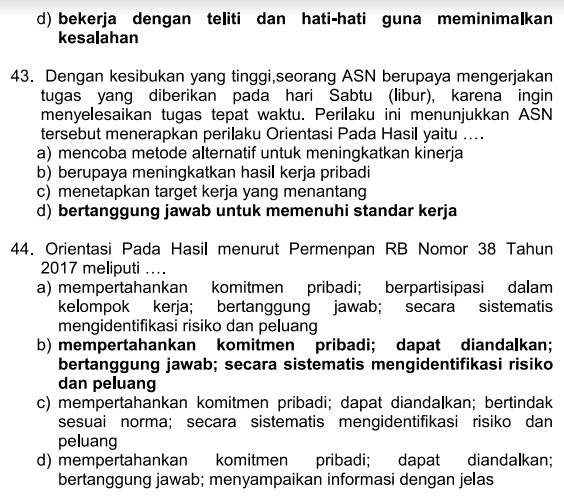 d) bekerja dengan teliti dan hati-hati guna meminimalkan
kesalahan
43. Dengan kesibukan yang tinggi,seorang ASN berupaya mengerjakan
tugas yang diberikan pada hari Sabtu (libur), karena ingin
menyelesaikan tugas tepat waktu. Perilaku ini menunjukkan ASN
tersebut menerapkan perilaku Orientasi Pada Hasil yaitu ….
a) mencoba metode alternatif untuk meningkatkan kinerja
b) berupaya meningkatkan hasil kerja pribadi
c) menetapkan target kerja yang menantang
d) bertanggung jawab untuk memenuhi standar kerja
44. Orientasi Pada Hasil menurut Permenpan RB Nomor 38 Tahun
2017 meliputi ….
a) mempertahankan komitmen pribadi; berpartisipasi dalam
kelompok kerja; bertanggung jawab; secara sistematis
mengidentifikasi risiko dan peluang
b) mempertahankan komitmen pribadi; dapat diandalkan;
bertanggung jawab; secara sistematis mengidentifikasi risiko
dan peluang
c) mempertahankan komitmen pribadi; dapat diandalkan; bertindak
sesuai norma; secara sistematis mengidentifikasi risiko dan
peluang
d) mempertahankan komitmen pribadi; dapat diandalkan;
bertanggung jawab; menyampaikan informasi dengan jelas